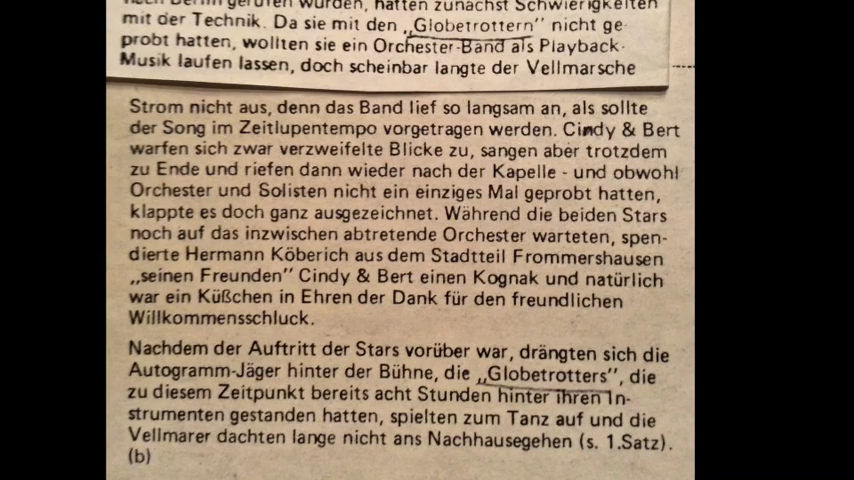 nach Berlin gerufen wurden, hatten zunächst Schwierigkeiten
mit der Technik. Da sie mit den „Globetrottern” nicht ge-
probt hatten, wollten sie ein Orchester-Band als Playback-
Musik laufen lassen, doch scheinbar langte der Vellmarsche
Strom nicht aus, denn das Band lief so langsam an, als sollte
der Song im Zeitlupentempo vorgetragen werden. Cindy & Bert
warfen sich zwar verzweifelte Blicke zu, sangen aber trotzdem
zu Ende und riefen dann wieder nach der Kapelle - und obwohl
Orchester und Solisten nicht ein einziges Mal geprobt hatten,
klappte es doch ganz ausgezeichnet. Während die beiden Stars
noch auf das inzwischen abtretende Orchester warteten, spen-
dierte Hermann Köberich aus dem Stadtteil Frommershausen
„seinen Freunden” Cindy & Bert einen Kognak und natürlich
war ein Küßchen in Ehren der Dank für den freundlichen
Willkommensschluck.
Nachdem der Auftritt der Stars vorüber war, drängten sich die
Autogramm-Jäger hinter der Bühne, die „Globetrotters”, die
zu diesem Zeitpunkt bereits acht Stunden hinter ihren In-
strumenten gestanden hatten, spielten zum Tanz auf und die
Vellmarer dachten lange nicht ans Nachhausegehen (s. 1.Satz).
(b)